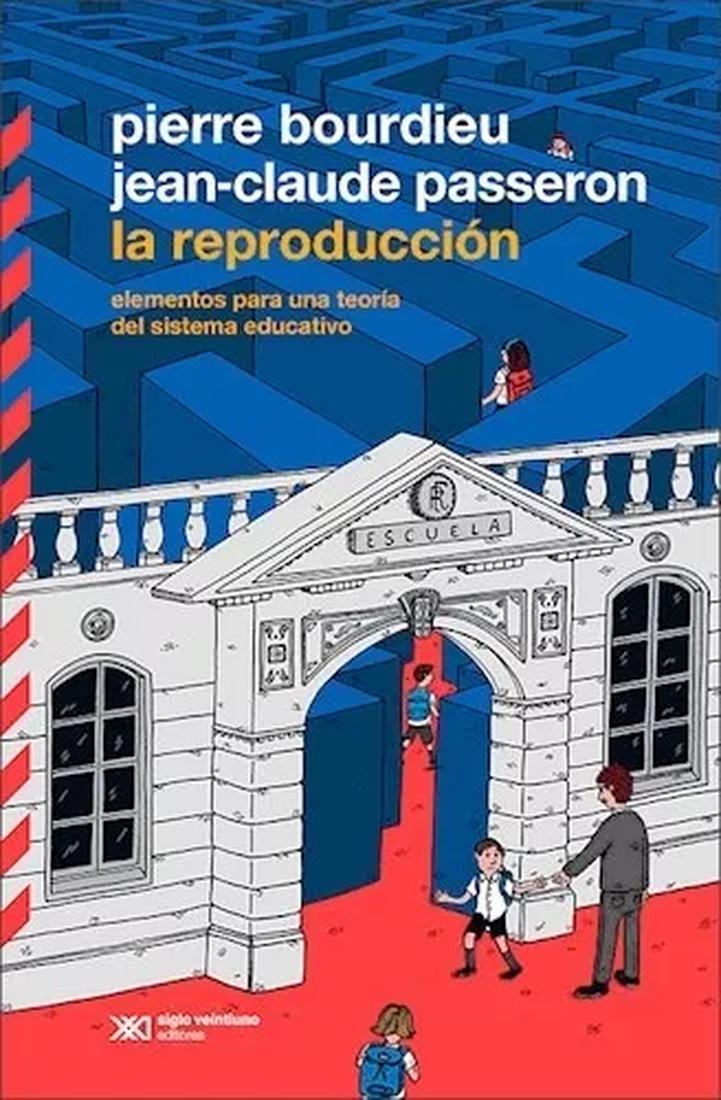 pierre bourdieu
jean-claude passeron
la reproducción
elementos para una teoría
del sistema educativo
ESCUELA
siglo veintiuno
editores